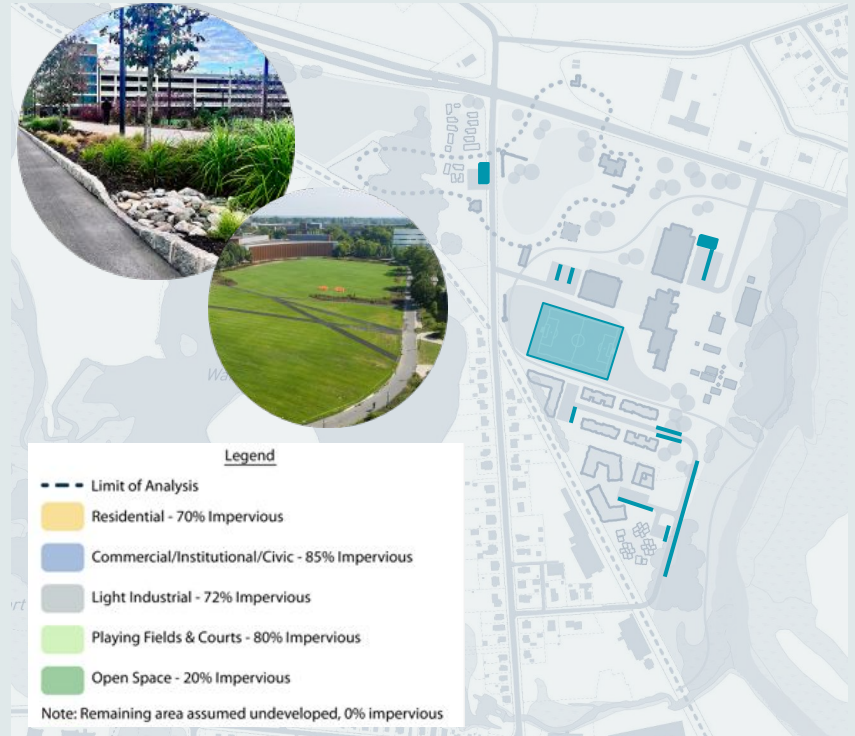 Legend
Limit of Analysis
Residential - 70% Impervious
Commercial/Institutional/Civic - 85% Impervious
Light Industrial - 72% Impervious
Playing Fields & Courts - 80% Impervious
Open Space - 20% Impervious
Note: Remaining area assumed undeveloped, 0% impervious